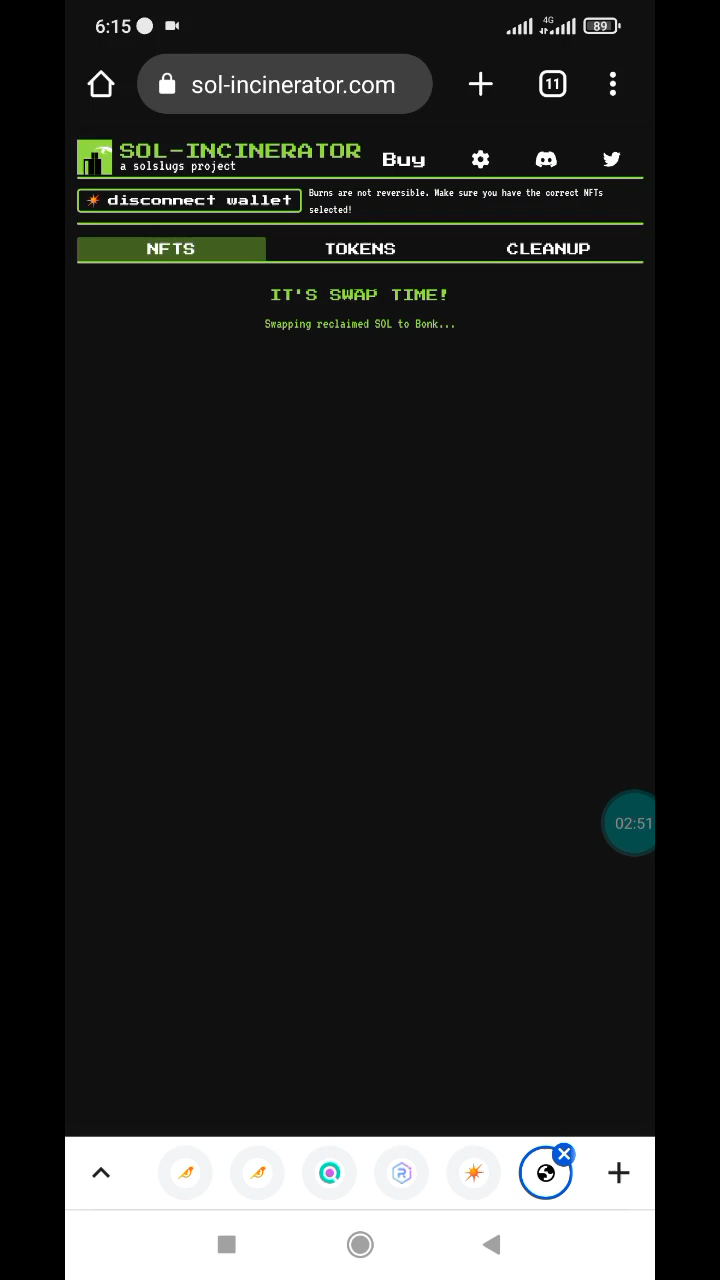 6:15
4G
89
sol-incinerator.com
11
SOL-INCINERATOR
a solslugs project
Buy
disconnect wallet
Burns are not reversible. Make sure you have the correct NFTs
selected!
NFTS
TOKENS
CLEANUP
IT'S SWAP TIME!
Swapping reclaimed SOL to Bonk...
02:51